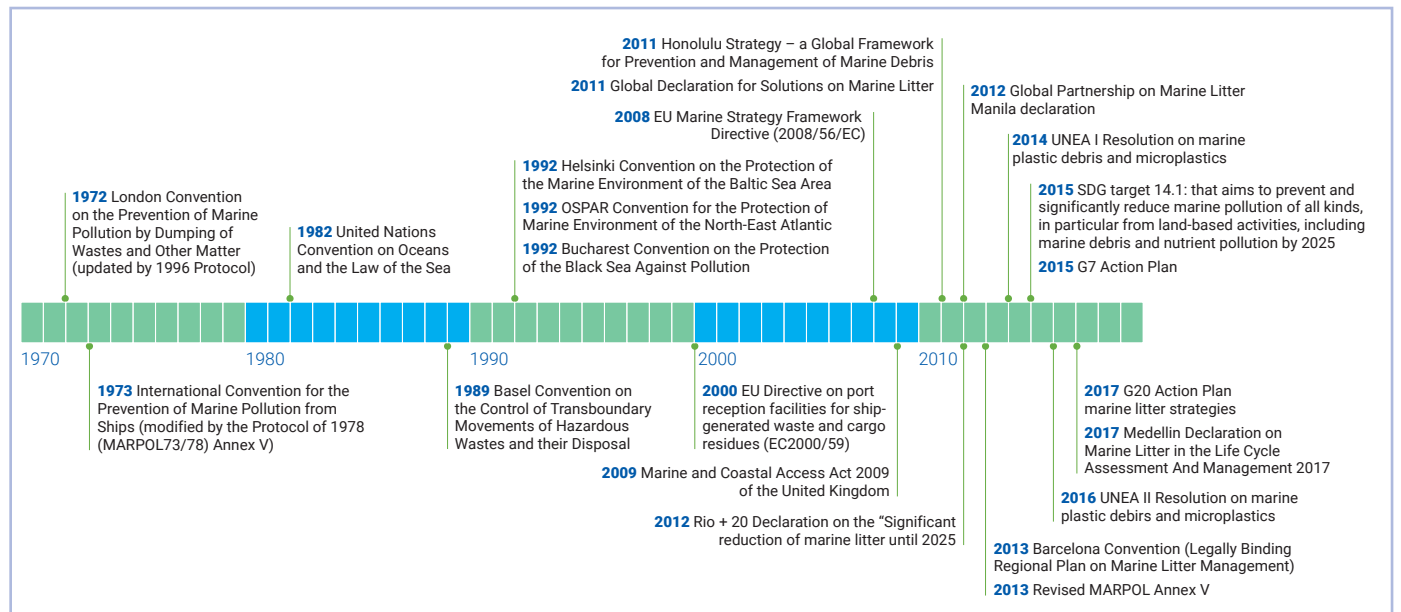 2011 Honolulu Strategy – a Global Framework
for Prevention and Management of Marine Debris
2011 Global Declaration for Solutions on Marine Litter
2012 Global Partnership on Marine Litter
Manila declaration
2008 EU Marine Strategy Framework
Directive (2008/56/EC)
2014 UNEA I Resolution on marine
plastic debris and microplastics
1992 Helsinki Convention on the Protection of
the Marine Environment of the Baltic Sea Area
1992 OSPAR Convention for the Protection of
Marine Environment of the North-East Atlantic
1992 Bucharest Convention on the Protection
of the Black Sea Against Pollution
1972 London Convention
on the Prevention of Marine
Pollution by Dumping of
Wastes and Other Matter
(updated by 1996 Protocol)
1982 United Nations
Convention on Oceans
and the Law of the Sea
2015 SDG target 14.1: that aims to prevent and
significantly reduce marine pollution of all kinds,
in particular from land-based activities, including
marine debris and nutrient pollution by 2025
2015 G7 Action Plan
1970
1980
1990
2000
2010
1973 International Convention for the
Prevention of Marine Pollution from
Ships (modified by the Protocol of 1978
(MARPOL73/78) Annex V)
1989 Basel Convention on
the Control of Transboundary
Movements of Hazardous
Wastes and their Disposal
2000 EU Directive on port
reception facilities for ship-
generated waste and cargo
residues (EC2000/59)
2009 Marine and Coastal Access Act 2009
of the United Kingdom
2012 Rio + 20 Declaration on the “Significant
reduction of marine litter until 2025
2017 G20 Action Plan
marine litter strategies
2017 Medellin Declaration on
Marine Litter in the Life Cycle
Assessment And Management 2017
2016 UNEA II Resolution on marine
plastic debirs and microplastics
2013 Barcelona Convention (Legally Binding
Regional Plan on Marine Litter Management)
2013 Revised MARPOL Annex V